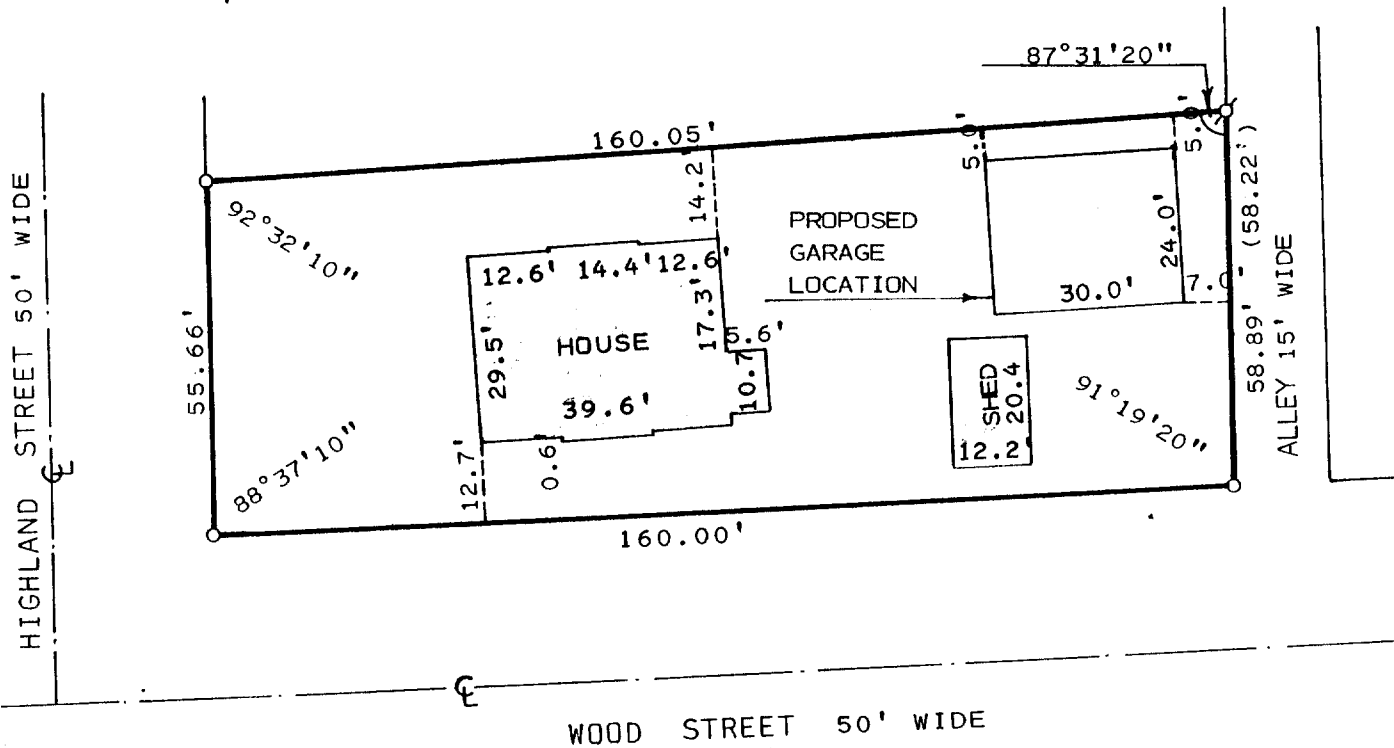 87°31'20"
160.05'
5.0'
5.0'
14.2'
92°32'10"
(58.22')
HIGHLAND STREET 50' WIDE
PROPOSED
GARAGE
LOCATION
24.0'
12.6' 14.4' 12.6'
30.0'
7.0'
17.3'
5.6'
HOUSE
29.5'
55.66'
58.89'
ALLEY 15' WIDE
10.7
39.6'
SHED
20.4
12.2'
91°19'20"
88°37'10"
12.7'
0.6'
160.00'
WOOD STREET 50' WIDE